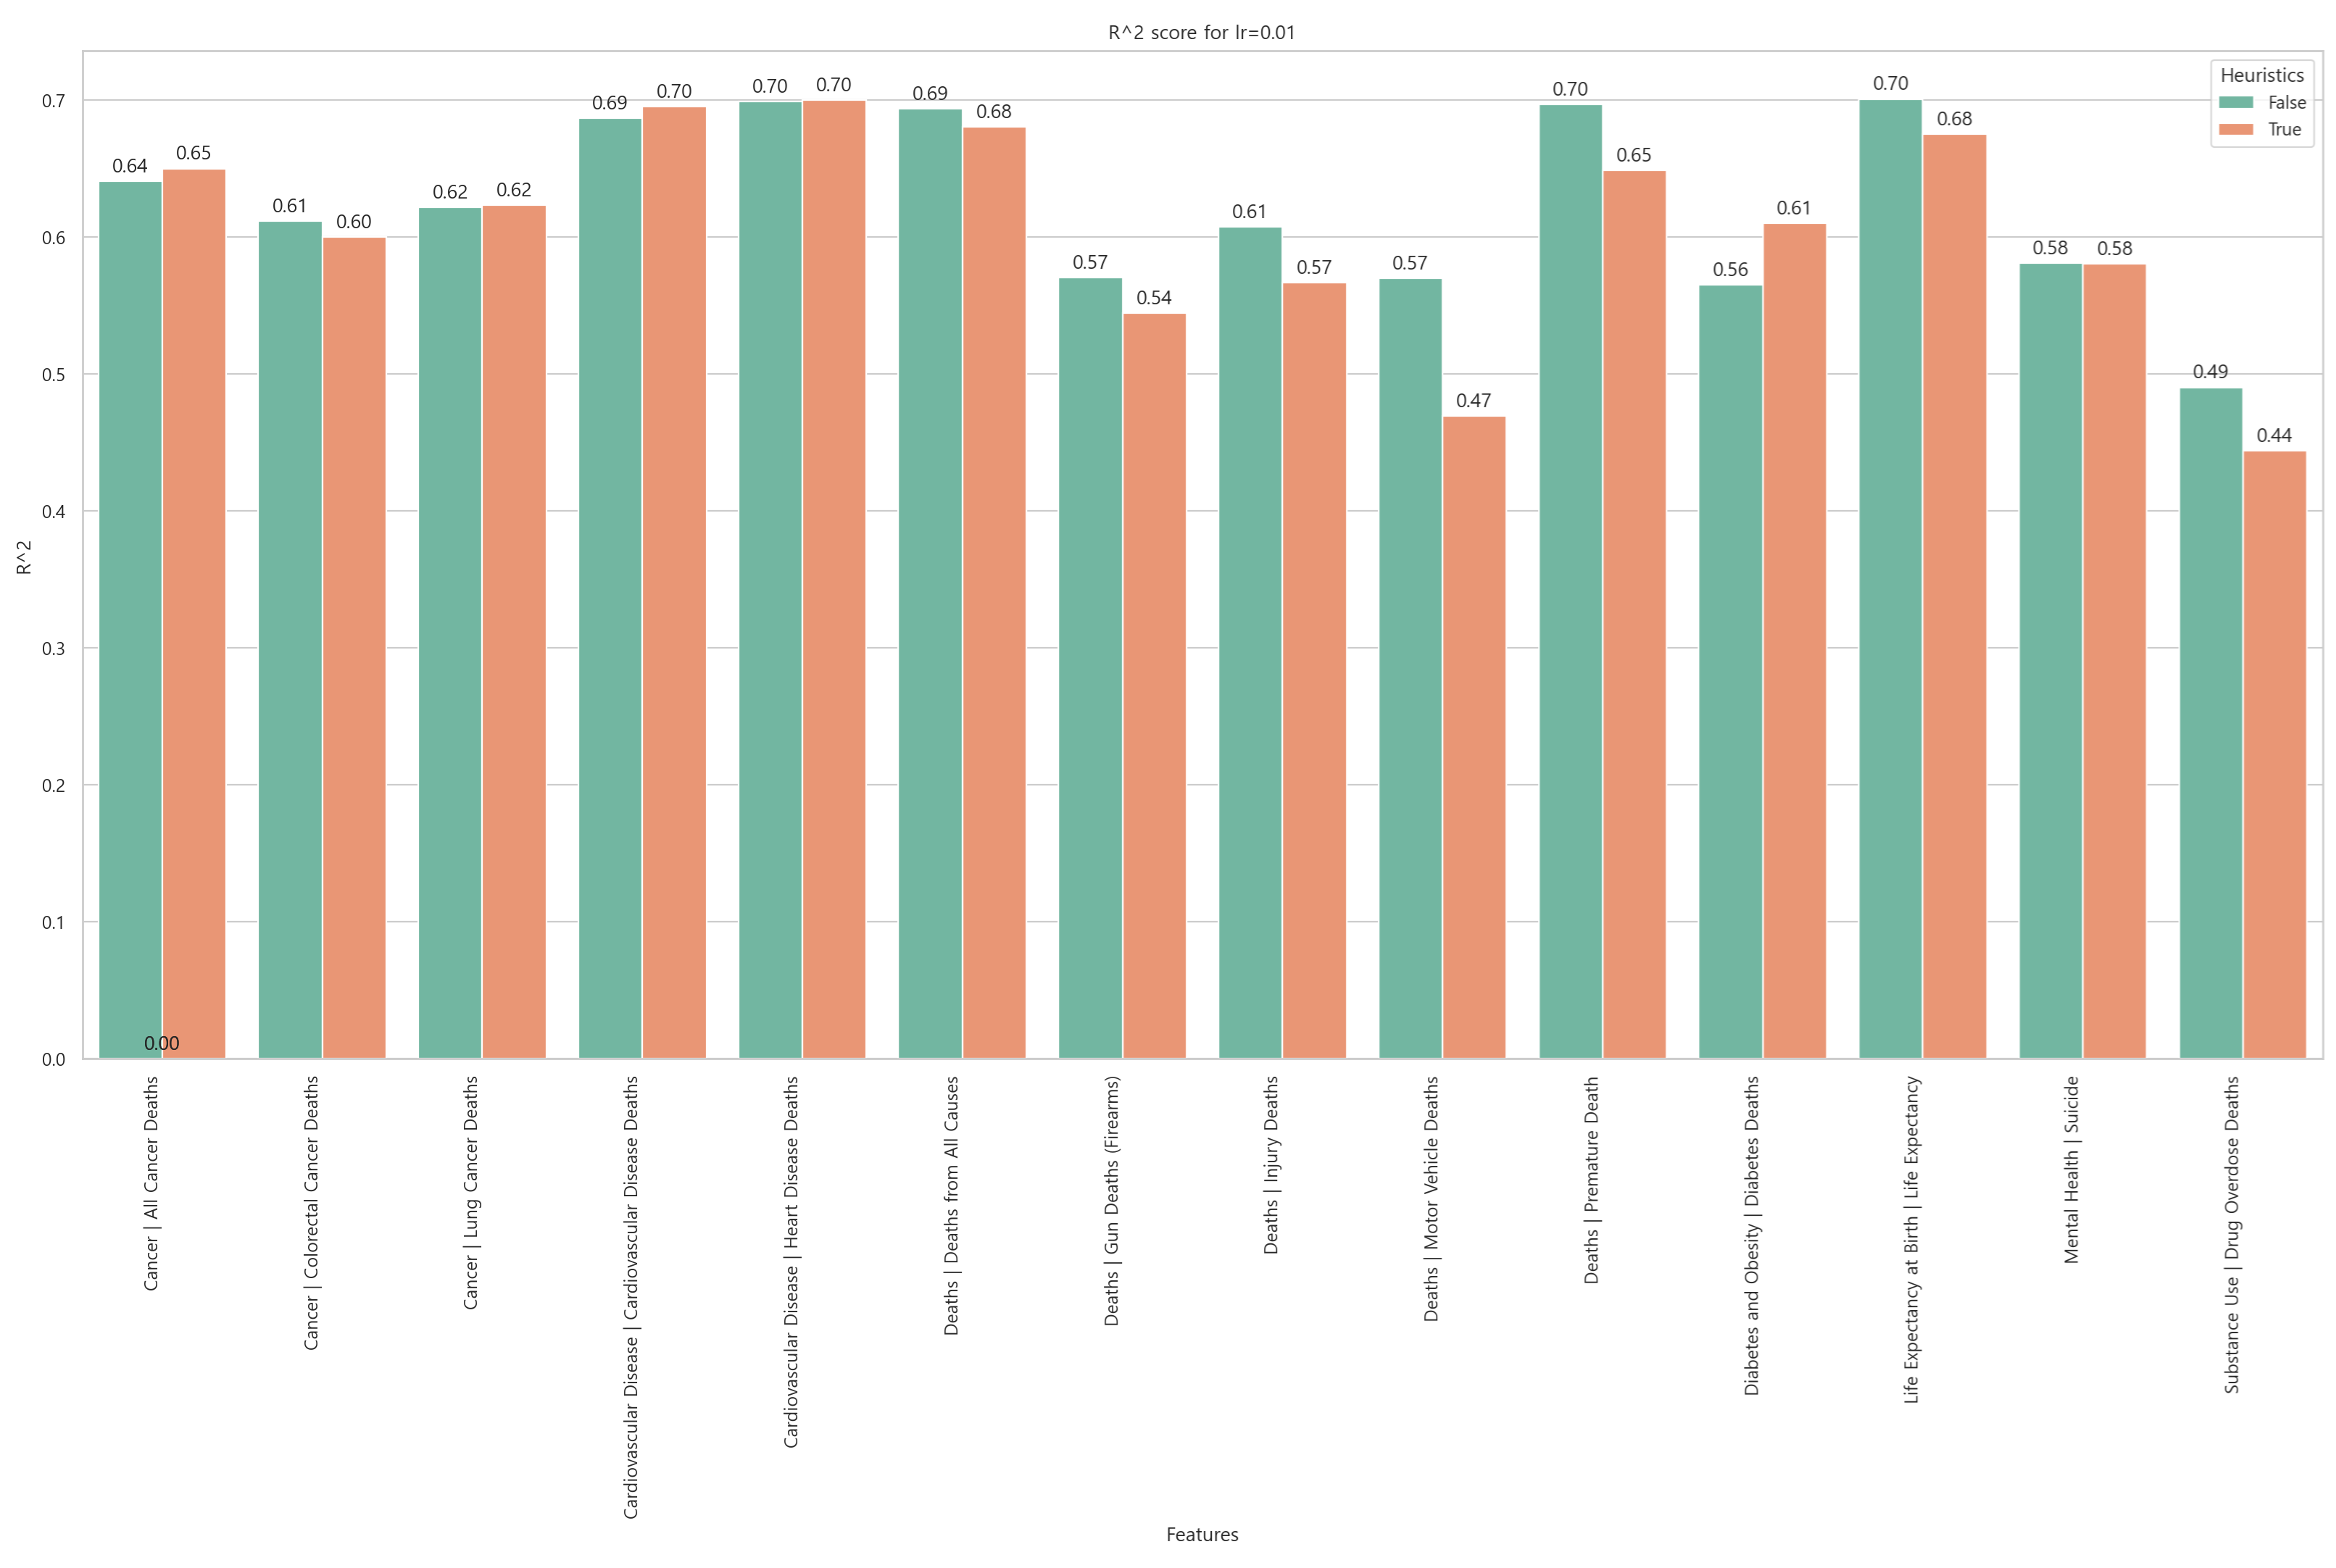 R^2 score for lr=0.01
Heuristics
False
True
R^2
0.7
0.6
0.5
0.4
0.3
0.2
0.1
0.0
0.64
0.65
0.61
0.60
0.62
0.62
0.69
0.70
0.70
0.70
0.69
0.68
0.57
0.54
0.61
0.57
0.57
0.47
0.70
0.65
0.56
0.61
0.70
0.68
0.58
0.58
0.49
0.44
0.00
Cancer | All Cancer Deaths
Cancer | Colorectal Cancer Deaths
Cancer | Lung Cancer Deaths
Cardiovascular Disease | Cardiovascular Disease Deaths
Cardiovascular Disease | Heart Disease Deaths
Deaths | Deaths from All Causes
Deaths | Gun Deaths (Firearms)
Deaths | Injury Deaths
Deaths | Motor Vehicle Deaths
Deaths | Premature Death
Diabetes and Obesity | Diabetes Deaths
Life Expectancy at Birth | Life Expectancy
Mental Health | Suicide
Substance Use | Drug Overdose Deaths
Features